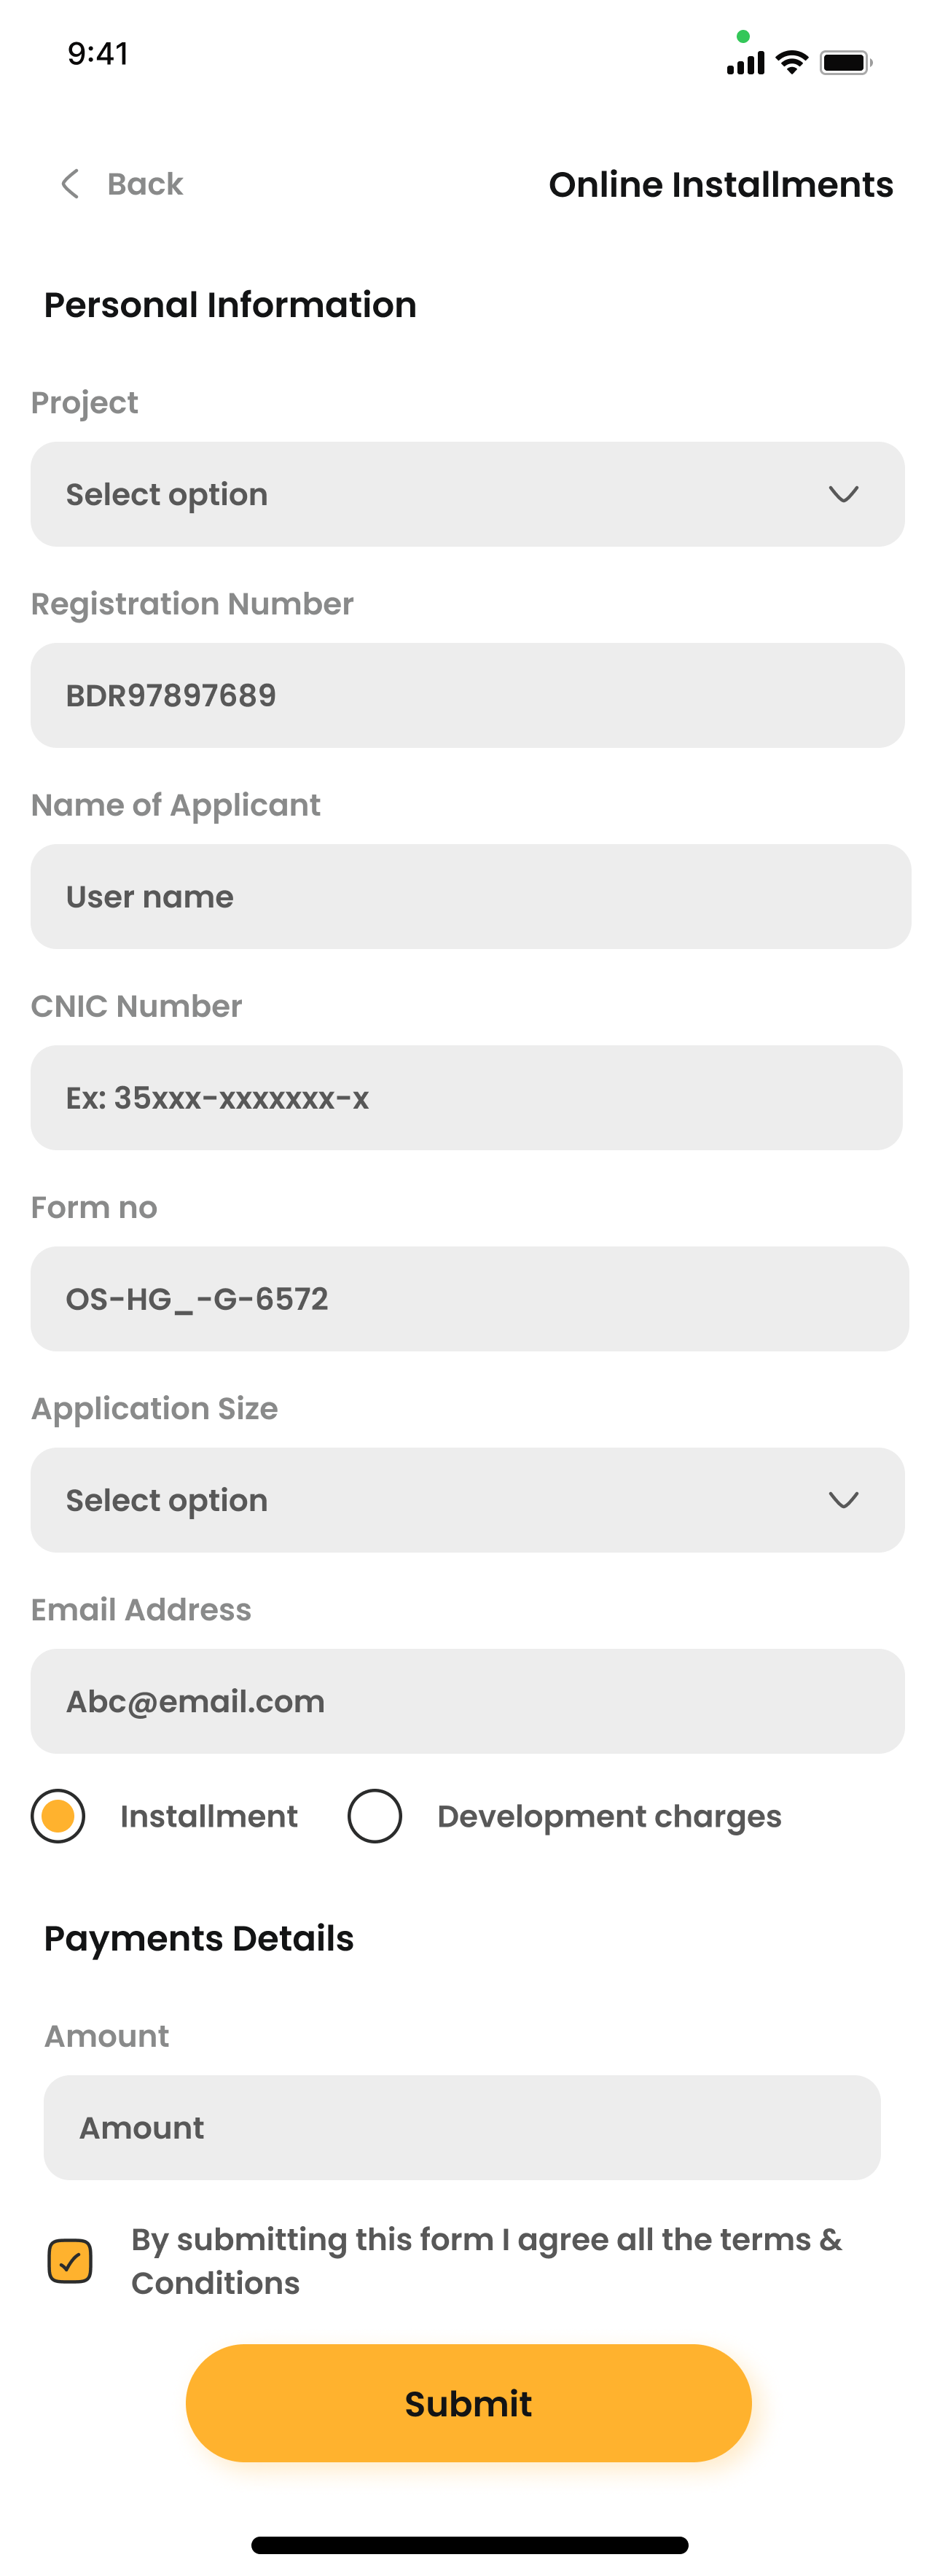 9:41
Back
Online Installments
Personal Information
Project
Select option
Registration Number
BDR97897689
Name of Applicant
User name
CNIC Number
Ex: 35xxx-xxxxxxx-x
Form no
OS-HG_-G-6572
Application Size
Select option
Email Address
Abc@email.com
Installment
Development charges
Payments Details
Amount
Amount
By submitting this form I agree all the terms &
Conditions
Submit